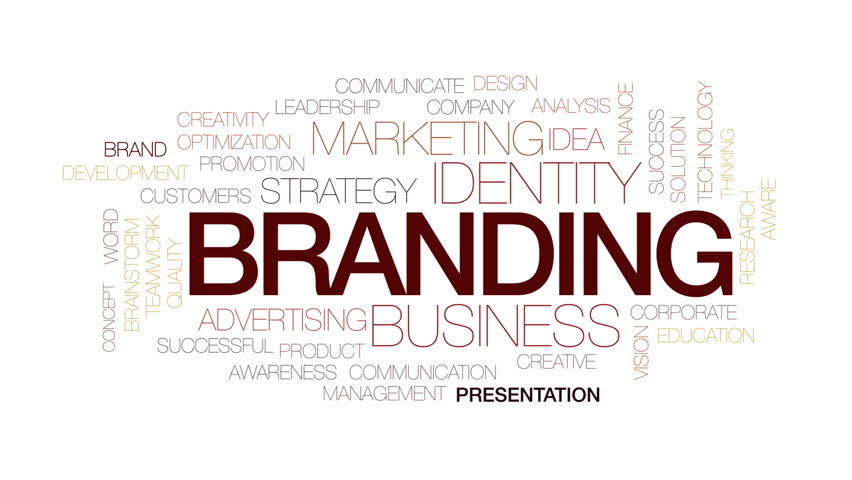 COMMUNICATE
DESIGN
LEADERSHIP
COMPANY
ANALYSIS
CREATIVITY
MARKETING
IDEA
OPTIMIZATION
BRAND
PROMOTION
DEVELOPMENT
CUSTOMERS
STRATEGY
IDENTITY
FINANCE
SUCCESS
SOLUTION
TECHNOLOGY
THINKING
RESEARCH
AWARE
BRANDING
WORD
CONCEPT
BRAINSTORM
TEAMWORK
QUALITY
ADVERTISING
BUSINESS
CORPORATE
VISION
EDUCATION
SUCCESSFUL
PRODUCT
CREATIVE
AWARENESS
COMMUNICATION
MANAGEMENT
PRESENTATION